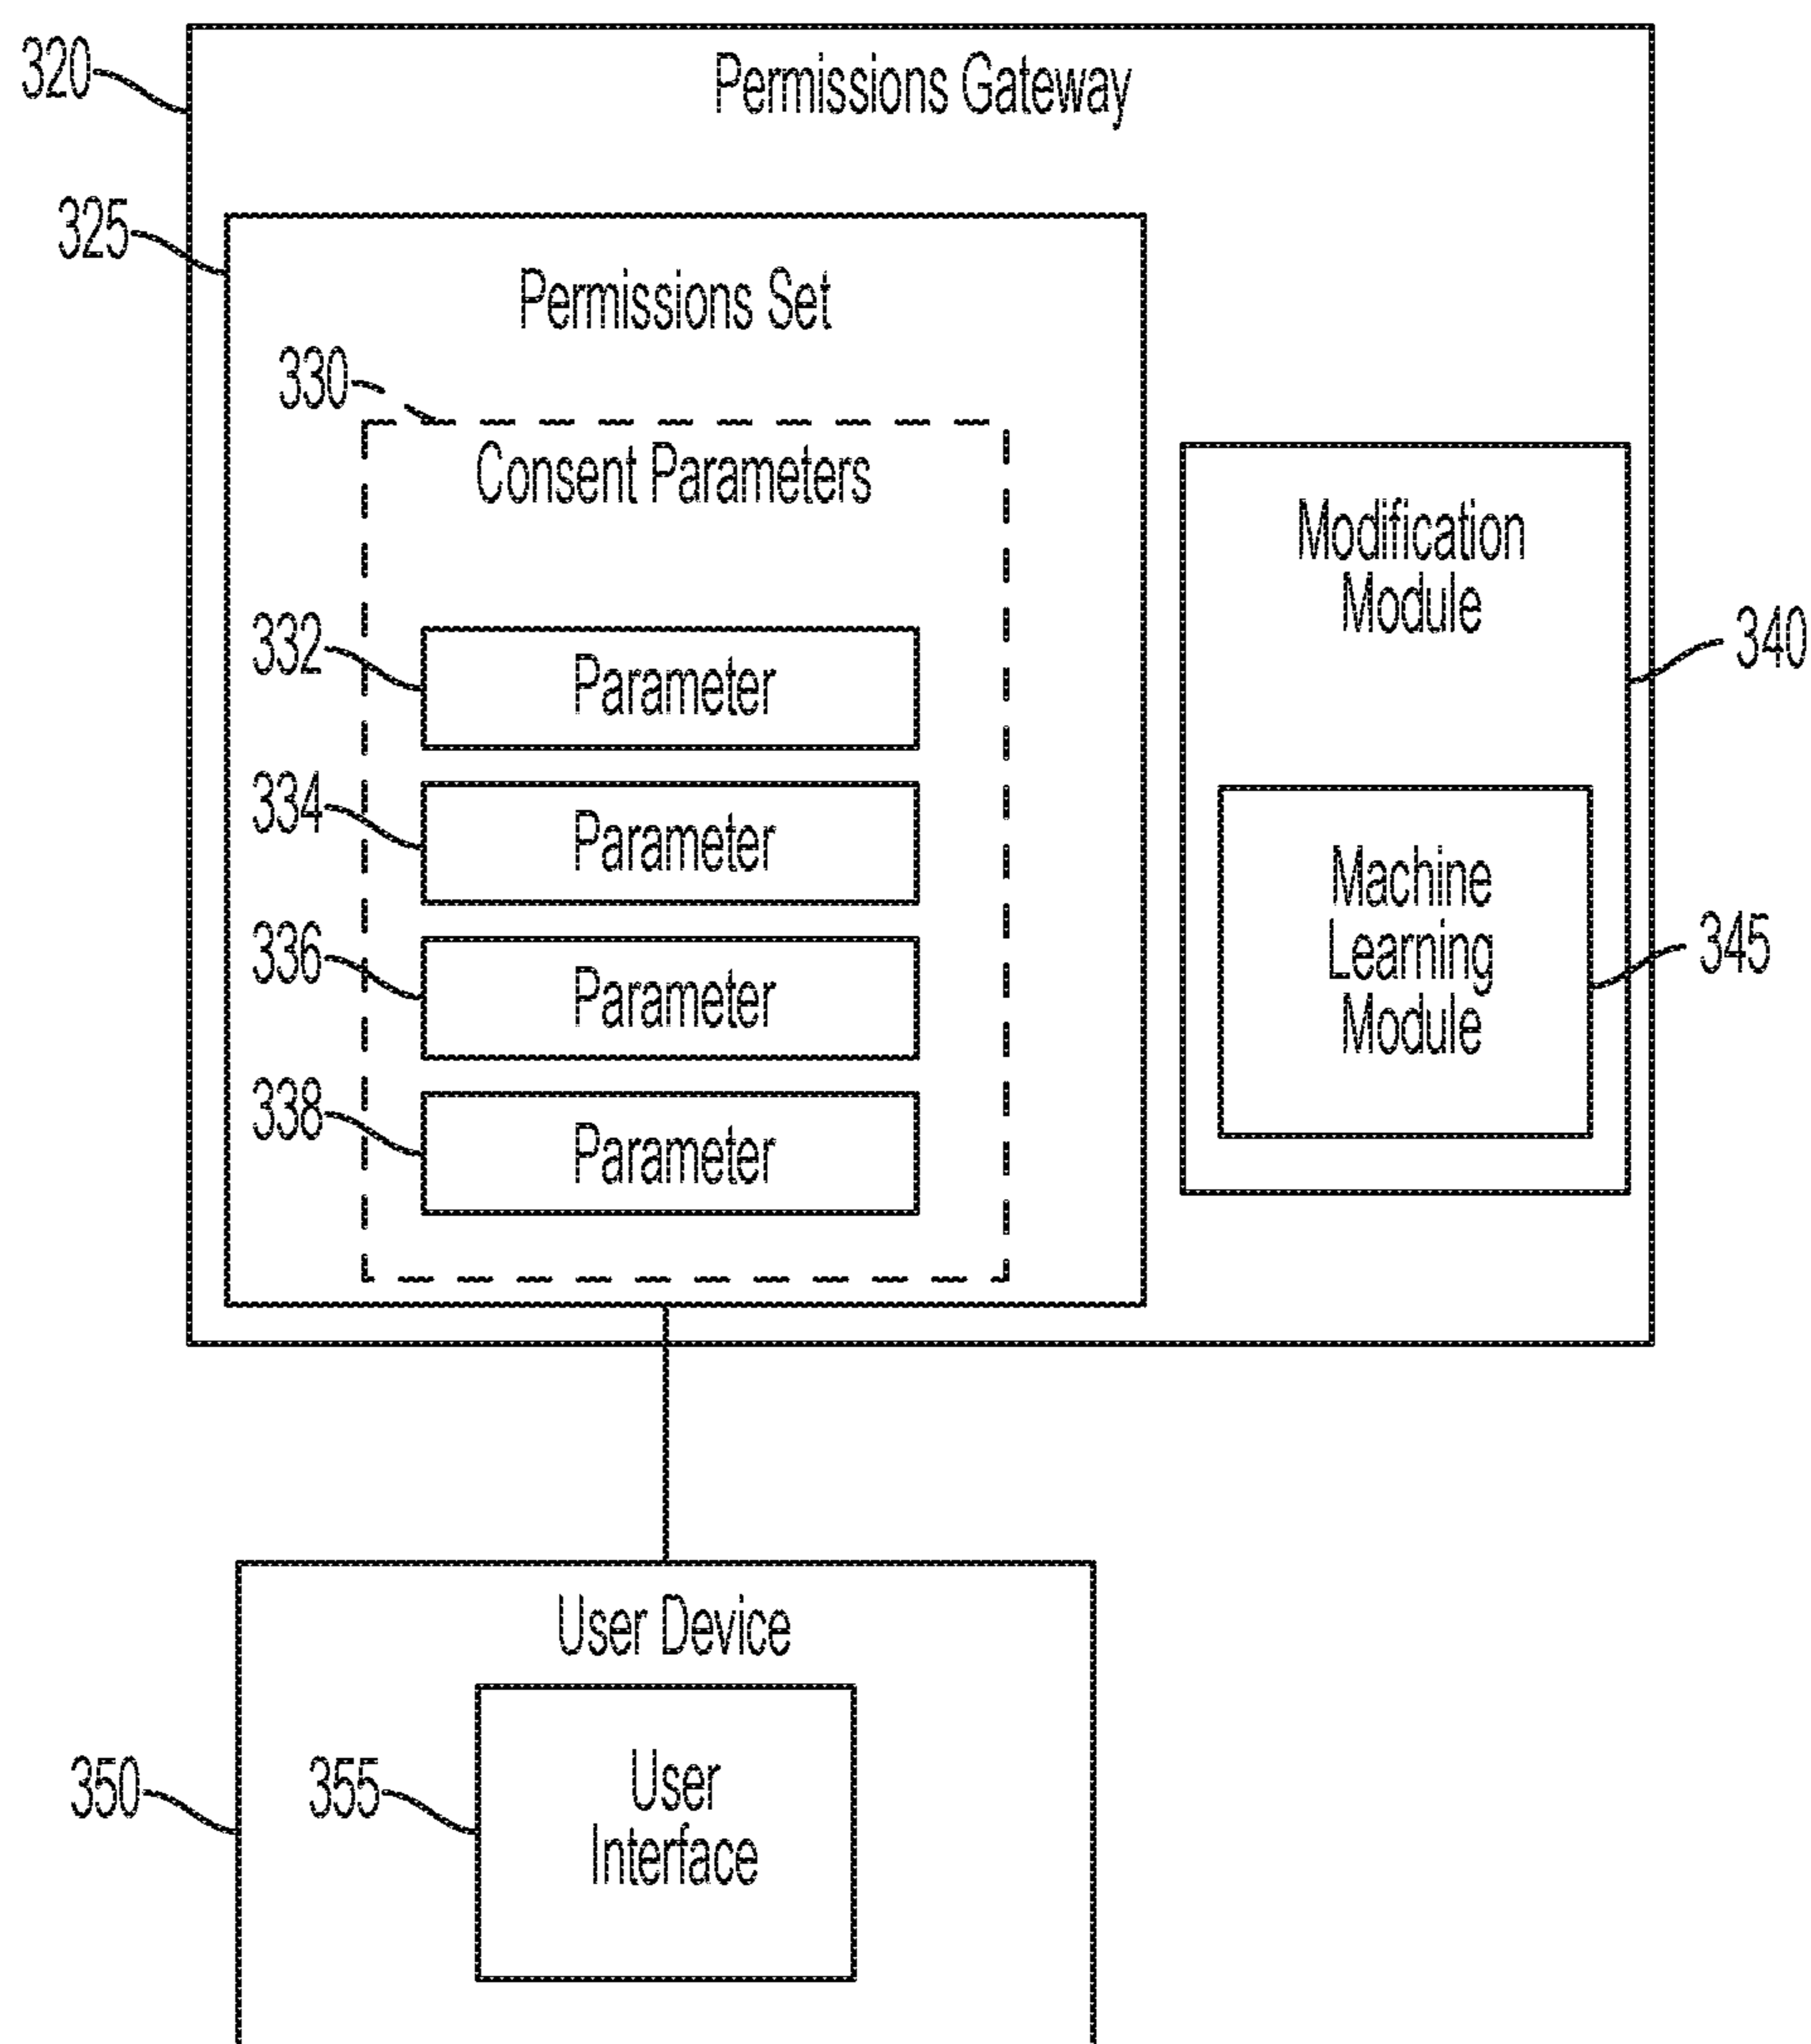 320
Permissions Gateway
325
Permissions Set
330
Consent Parameters
332
Parameter
334
Parameter
336
Parameter
338
Parameter
Modification
Module
340
Machine
Learning
Module
345
User Device
350
355
User
Interface